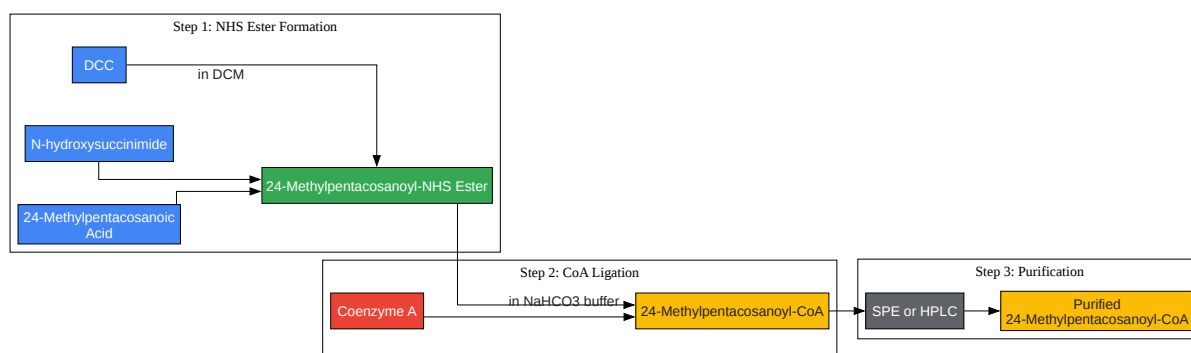 Step 1: NHS Ester Formation
DCC
in DCM
N-hydroxysuccinimide
24-Methylpentacosanoyl-NHS Ester
24-Methylpentacosanoic
Acid
Step 2: CoA Ligation
Coenzyme A
in NaHCO3 buffer
24-Methylpentacosanoyl-CoA
Step 3: Purification
SPE or HPLC
Purified
24-Methylpentacosanoyl-CoA